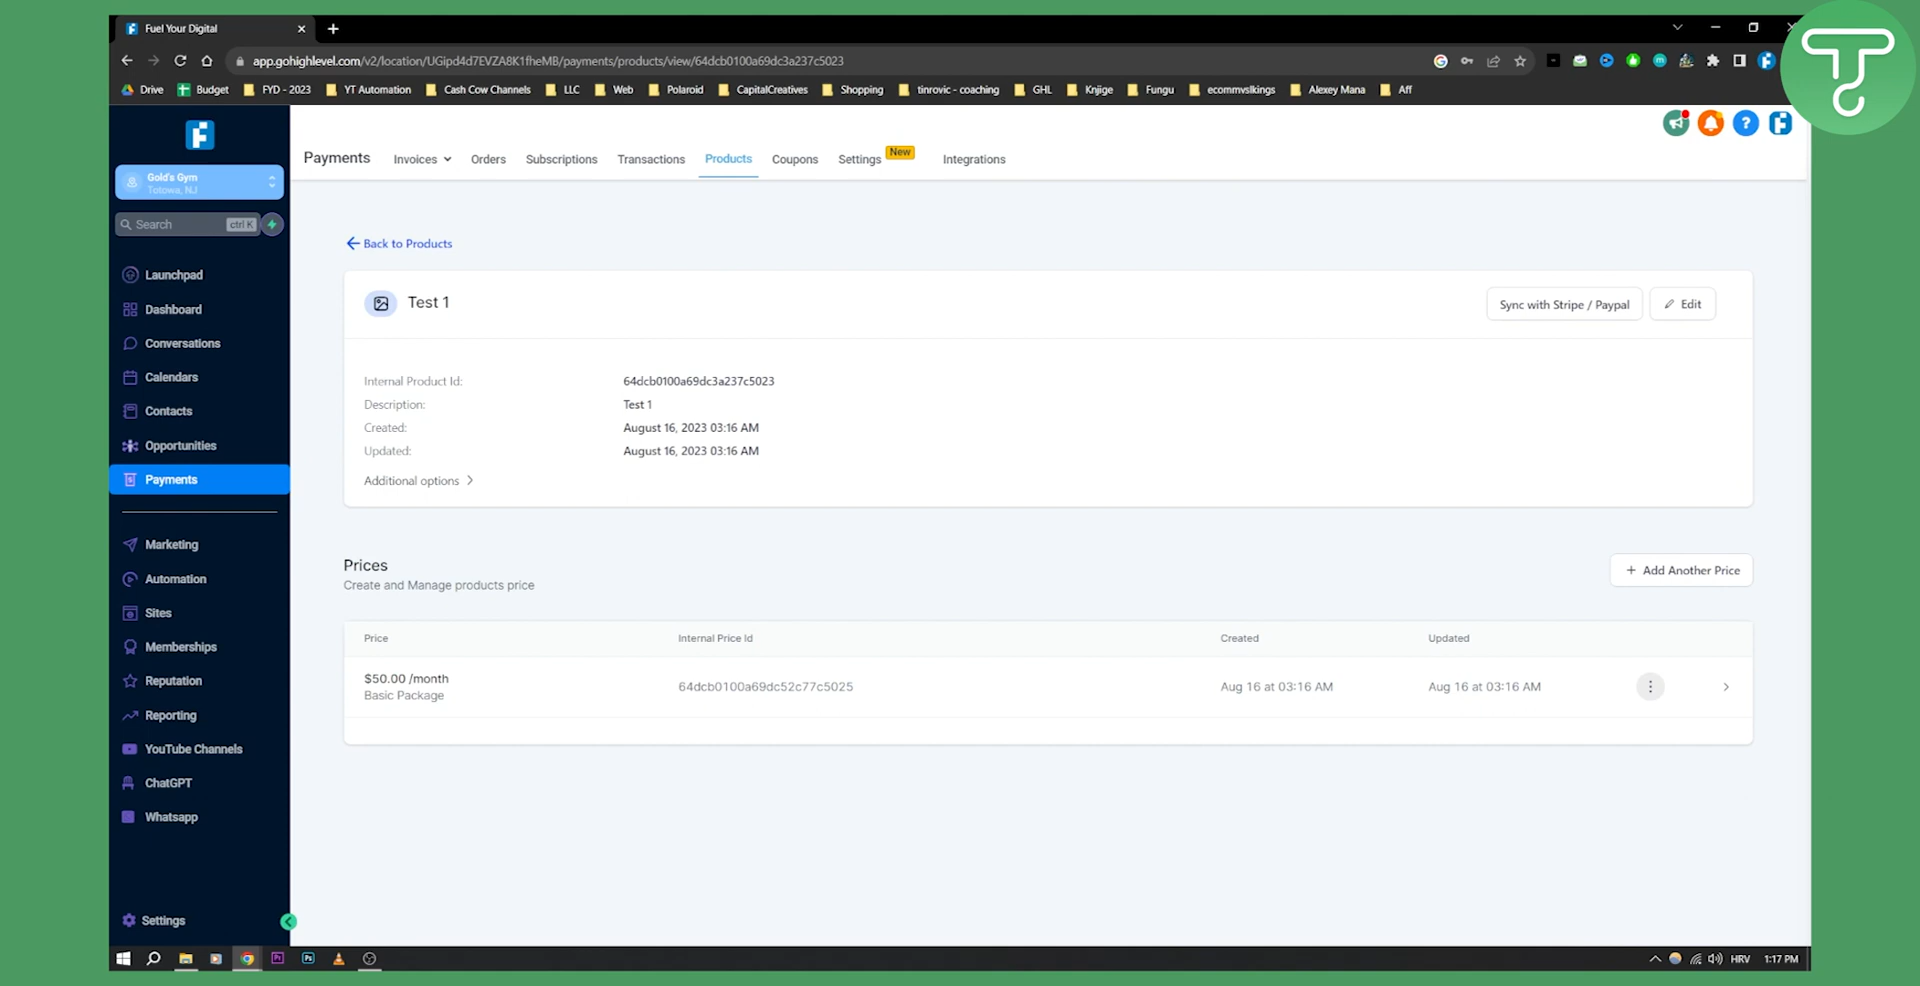 Fuel Your Digital
app.gohighlevel.com/v2/location/UGipd4d7EVZA8K1fheMB/payments/products/view/64dcb0100a69dc3a237c5023
Drive Budget FYD - 2023 YT Automation Cash Cow Channels LLC Web Polaroid CapitalCreatives Shopping tinrovic - coaching GHL Knjige Fungu ecommvslkings Alexey Mana Aff
Gold's Gym
Totowa, NJ
Search ctrl K
Launchpad
Dashboard
Conversations
Calendars
Contacts
Opportunities
Payments
Marketing
Automation
Sites
Memberships
Reputation
Reporting
YouTube Channels
ChatGPT
Whatsapp
Settings
Payments Invoices Orders Subscriptions Transactions Products Coupons Settings New Integrations
Back to Products
Test 1
Sync with Stripe / Paypal Edit
Internal Product Id: 64dcb0100a69dc3a237c5023
Description: Test 1
Created: August 16, 2023 03:16 AM
Updated: August 16, 2023 03:16 AM
Additional options
Prices
Create and Manage products price
+ Add Another Price
Price Internal Price Id Created Updated
$50.00 /month
Basic Package
64dcb0100a69dc52c77c5025 Aug 16 at 03:16 AM Aug 16 at 03:16 AM
HRV 1:17 PM